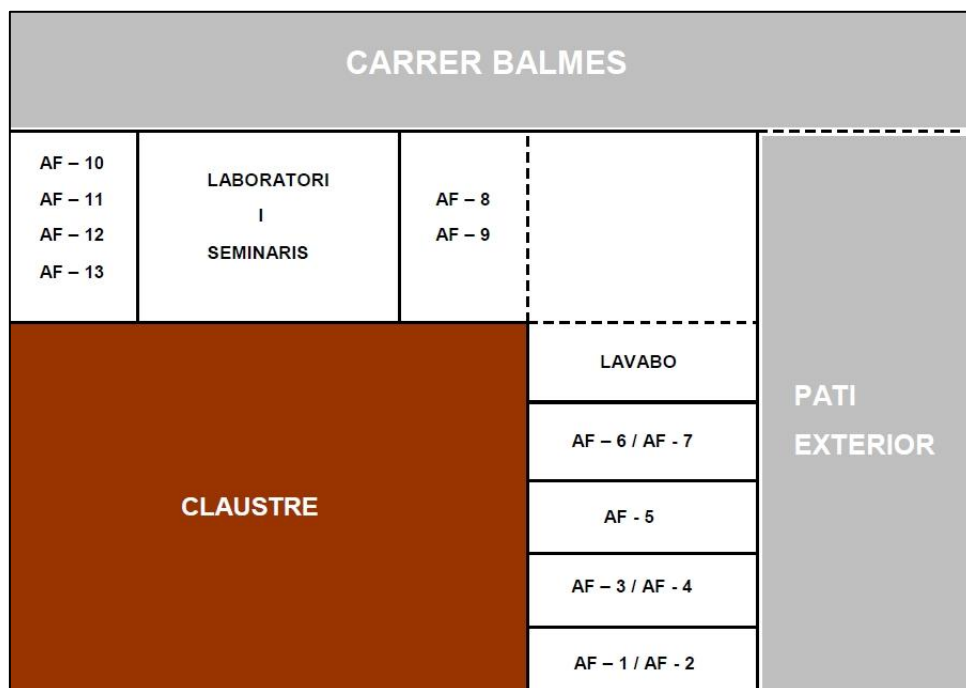 CARRER BALMES
AF – 10
AF – 11
AF – 12
AF – 13
LABORATORI
I
SEMINARIS
AF – 8
AF – 9
LAVABO
AF – 6 / AF - 7
AF - 5
AF – 3 / AF - 4
AF – 1 / AF - 2
CLAUSTRE
PATI
EXTERIOR